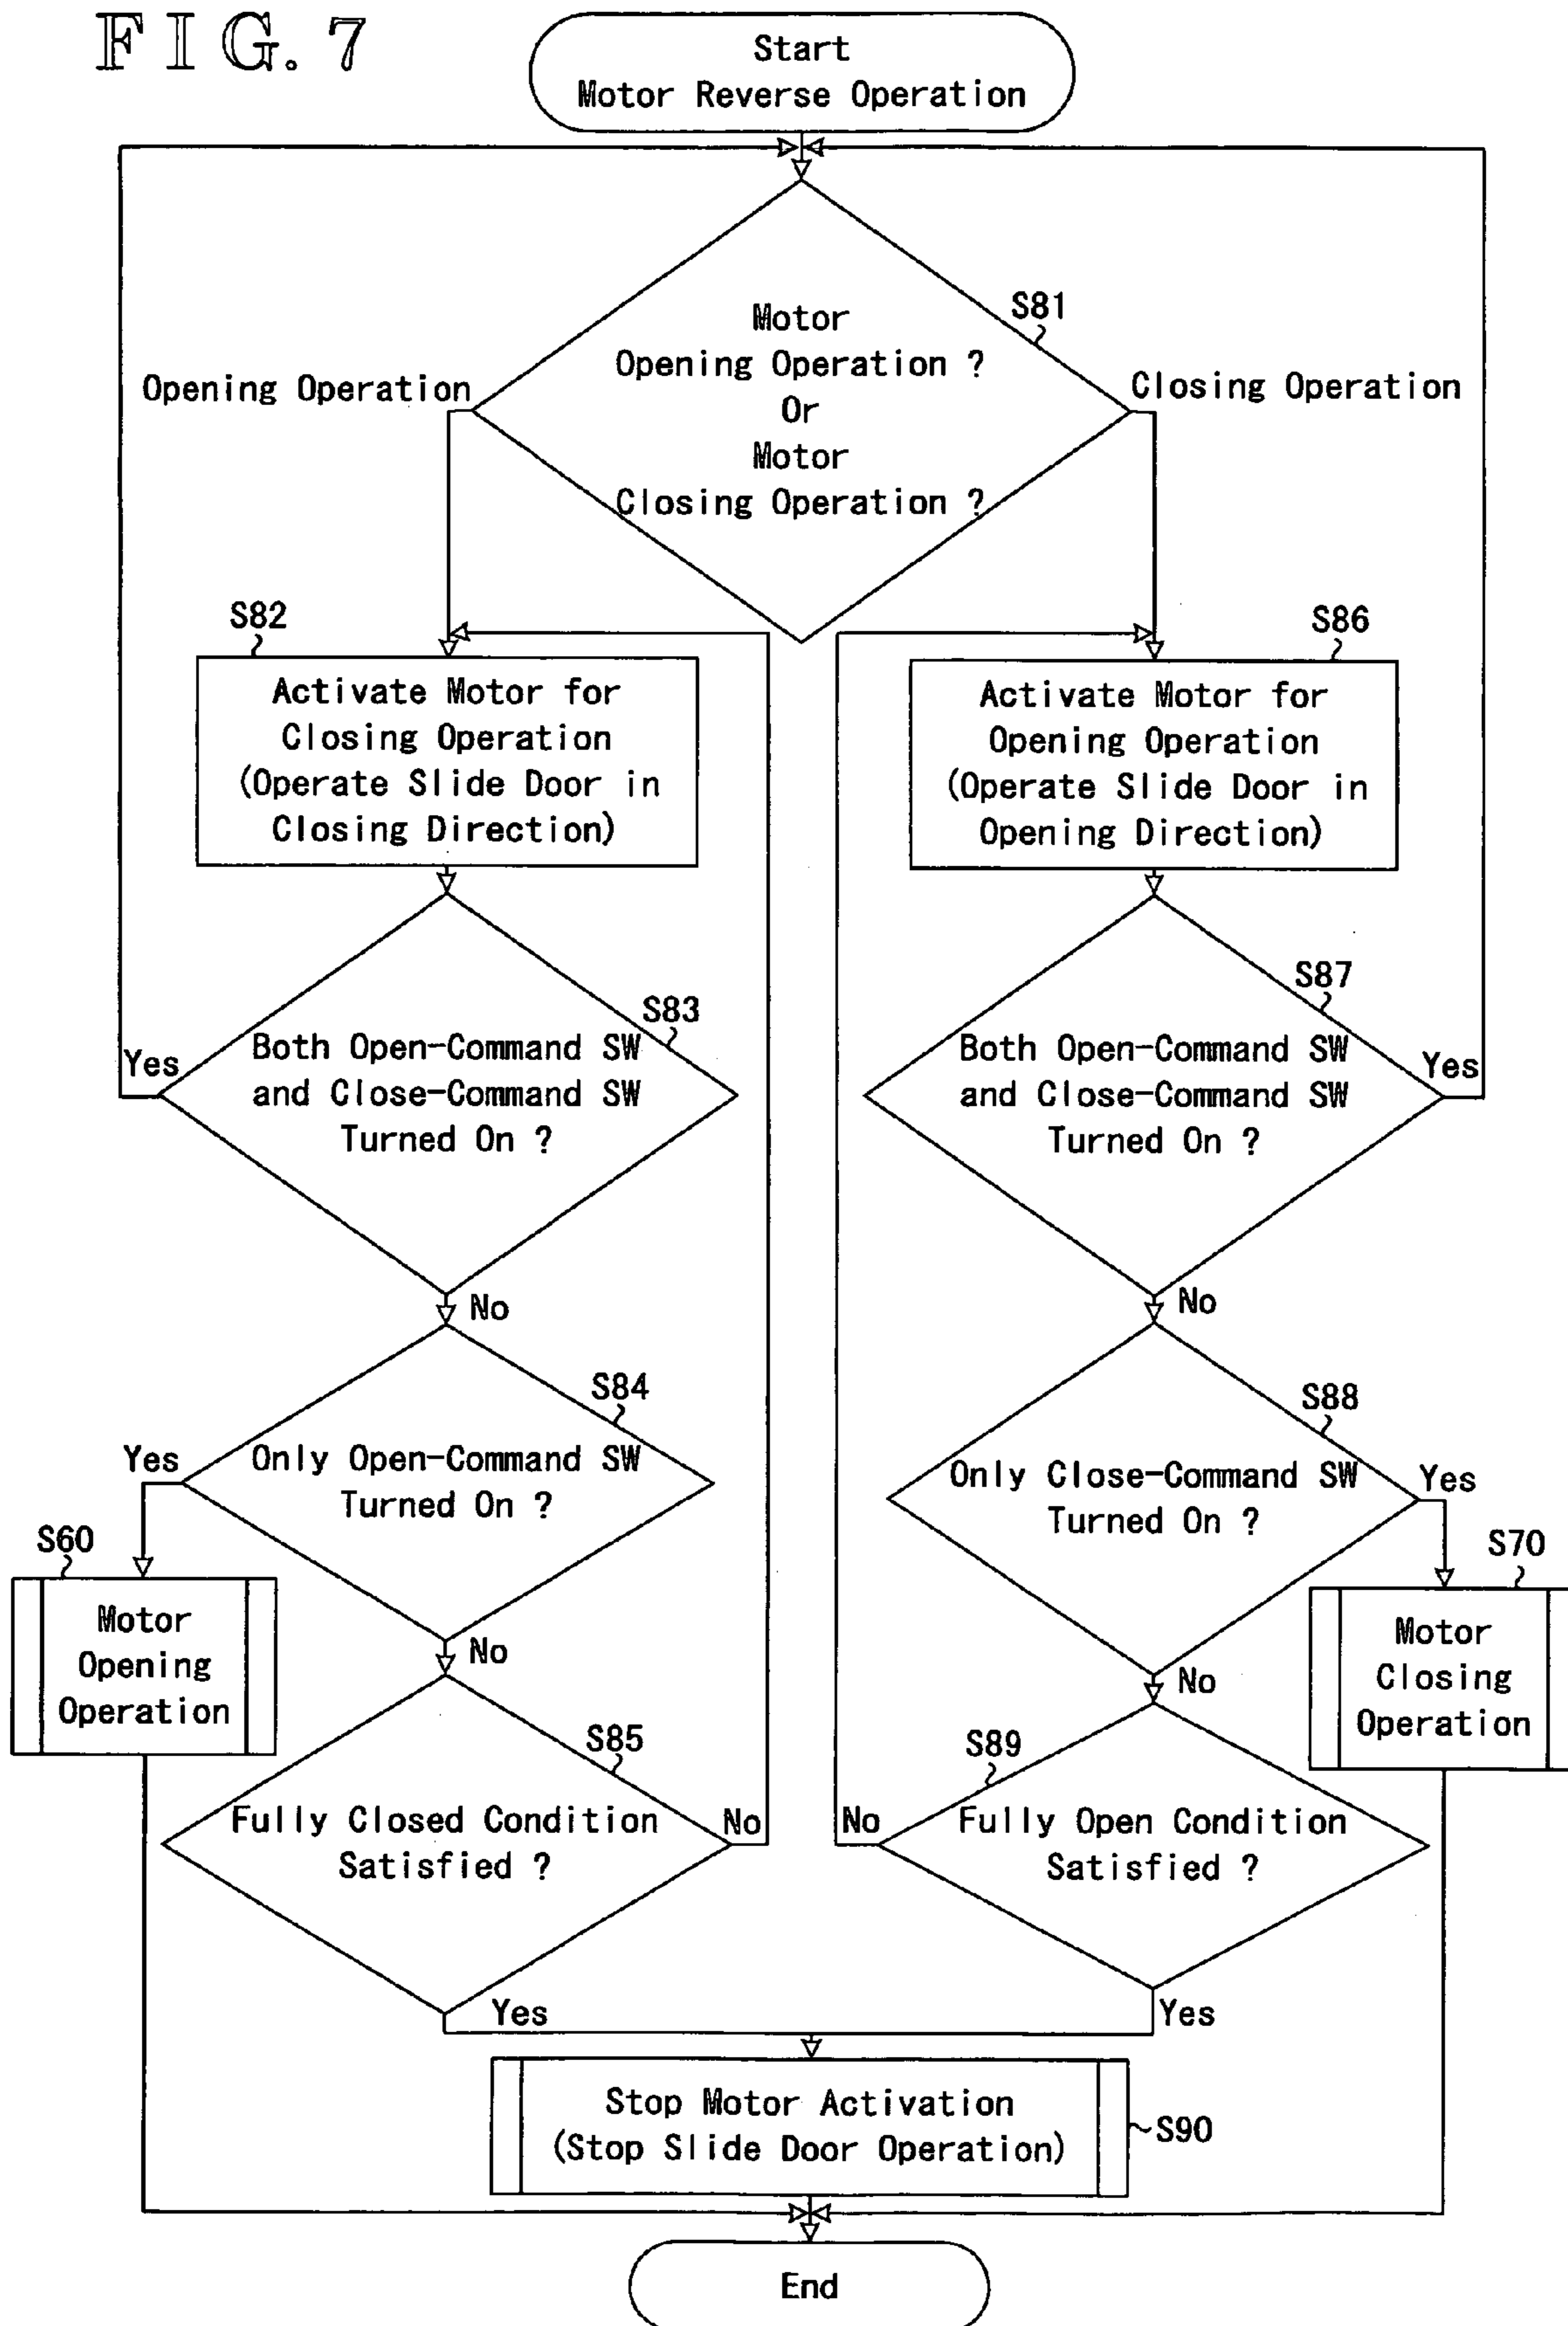 FIG. 7
Start
Motor Reverse Operation
S81
Motor
Opening Operation ?
Or
Motor
Closing Operation ?
Opening Operation
Closing Operation
S82
Activate Motor for
Closing Operation
(Operate Slide Door in
Closing Direction)
S86
Activate Motor for
Opening Operation
(Operate Slide Door in
Opening Direction)
S83
Both Open-Command SW
and Close-Command SW
Turned On ?
Yes
No
S87
Both Open-Command SW
and Close-Command SW
Turned On ?
Yes
No
S84
Only Open-Command SW
Turned On ?
Yes
No
S88
Only Close-Command SW
Turned On ?
Yes
No
S60
Motor
Opening
Operation
S70
Motor
Closing
Operation
S85
Fully Closed Condition
Satisfied ?
No
Yes
S89
Fully Open Condition
Satisfied ?
No
Yes
Stop Motor Activation
(Stop Slide Door Operation)
S90
End